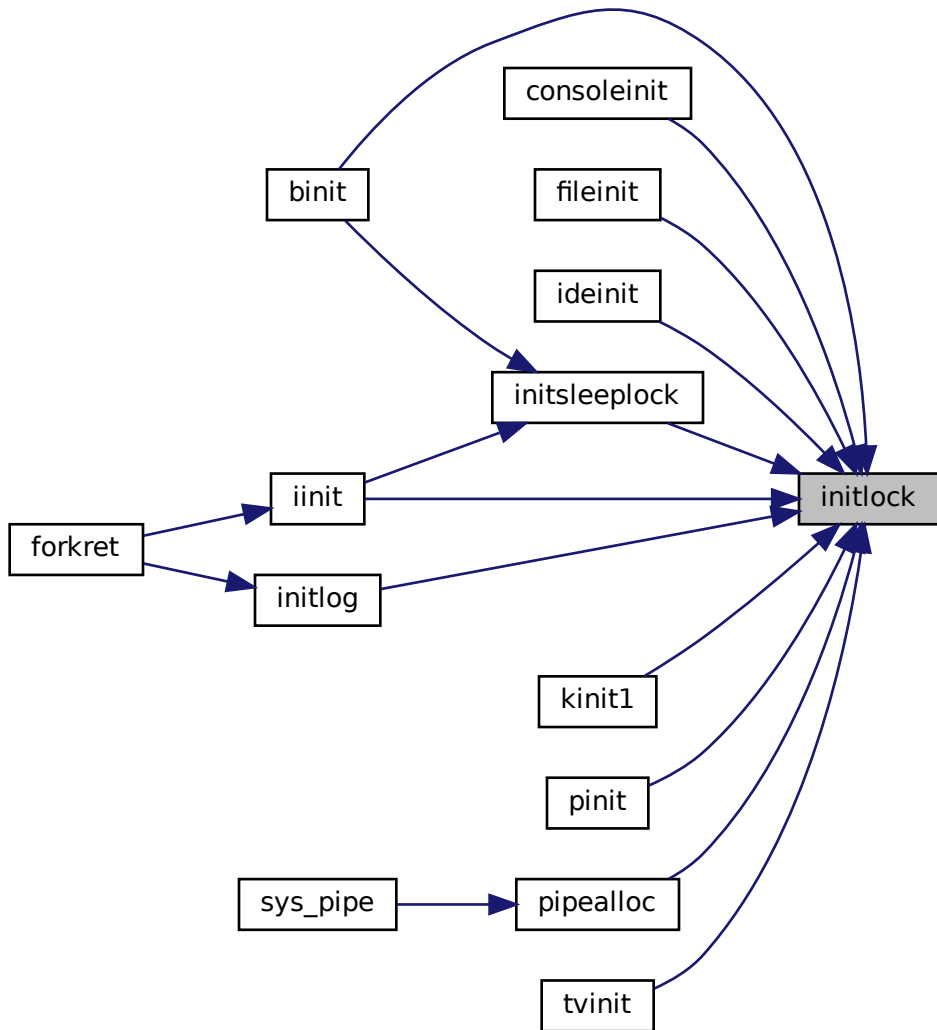 consoleinit
binit
fileinit
ideinit
initsleeplock
iinit
initlock
forkret
initlog
kinit1
pinit
sys_pipe
pipealloc
tvinit